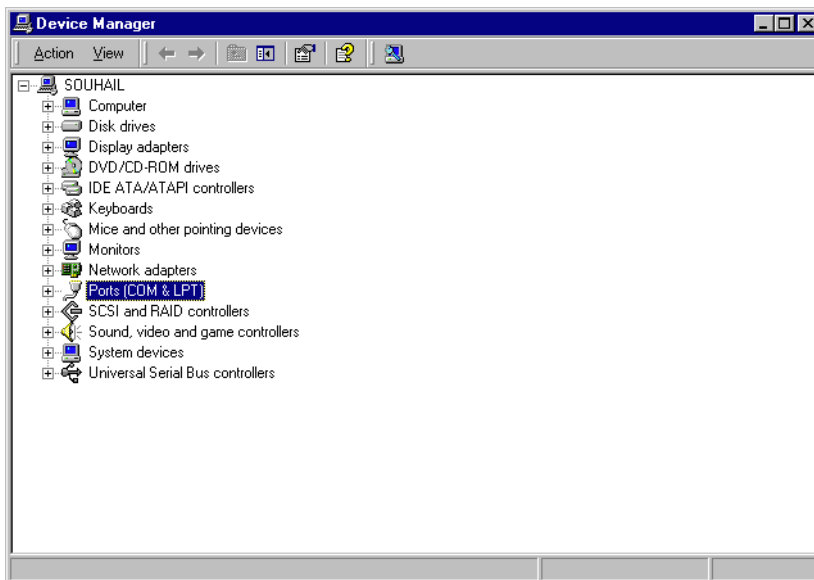 Device Manager
Action View
SOUHAIL
Computer
Disk drives
Display adapters
DVD/CD-ROM drives
IDE ATA/ATAPI controllers
Keyboards
Mice and other pointing devices
Monitors
Network adapters
Ports (COM & LPT)
SCSI and RAID controllers
Sound, video and game controllers
System devices
Universal Serial Bus controllers